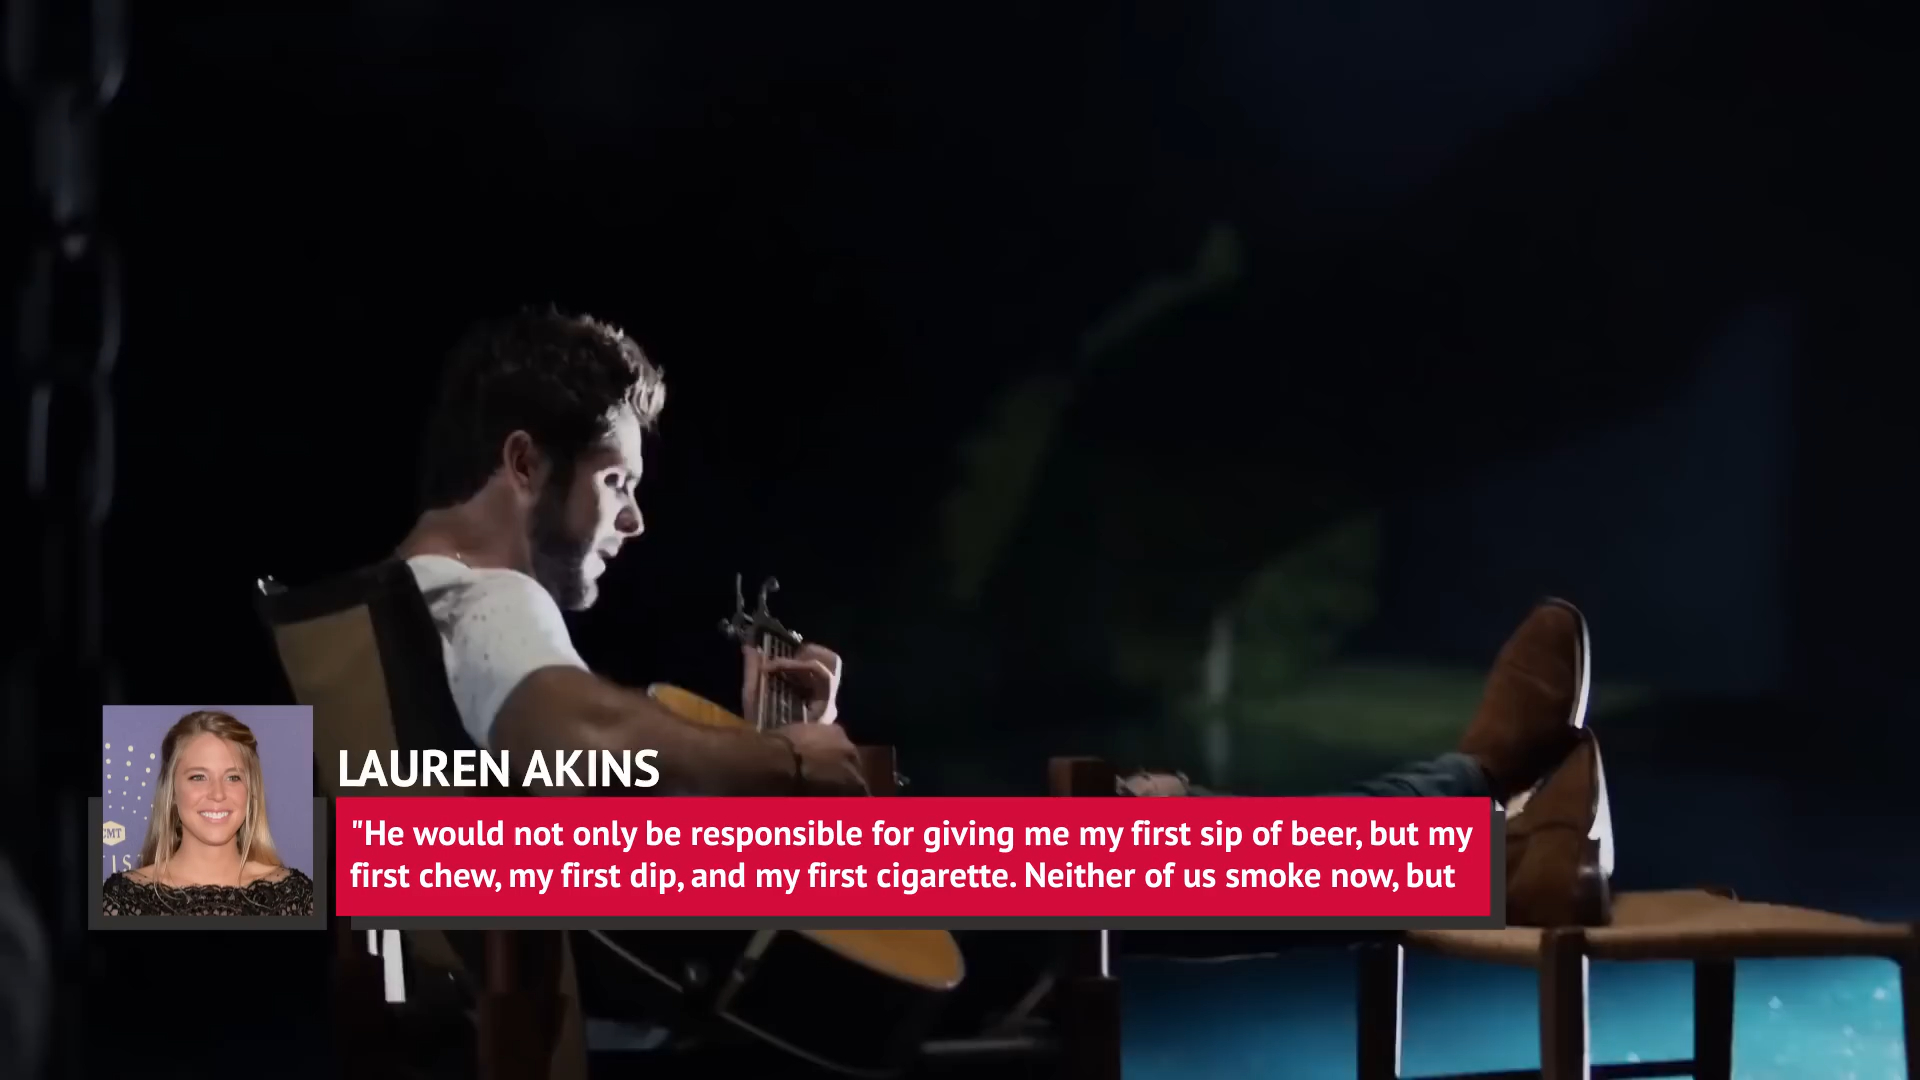 LAUREN AKINS
"He would not only be responsible for giving me my first sip of beer, but my
first chew, my first dip, and my first cigarette. Neither of us smoke now, but
CMT